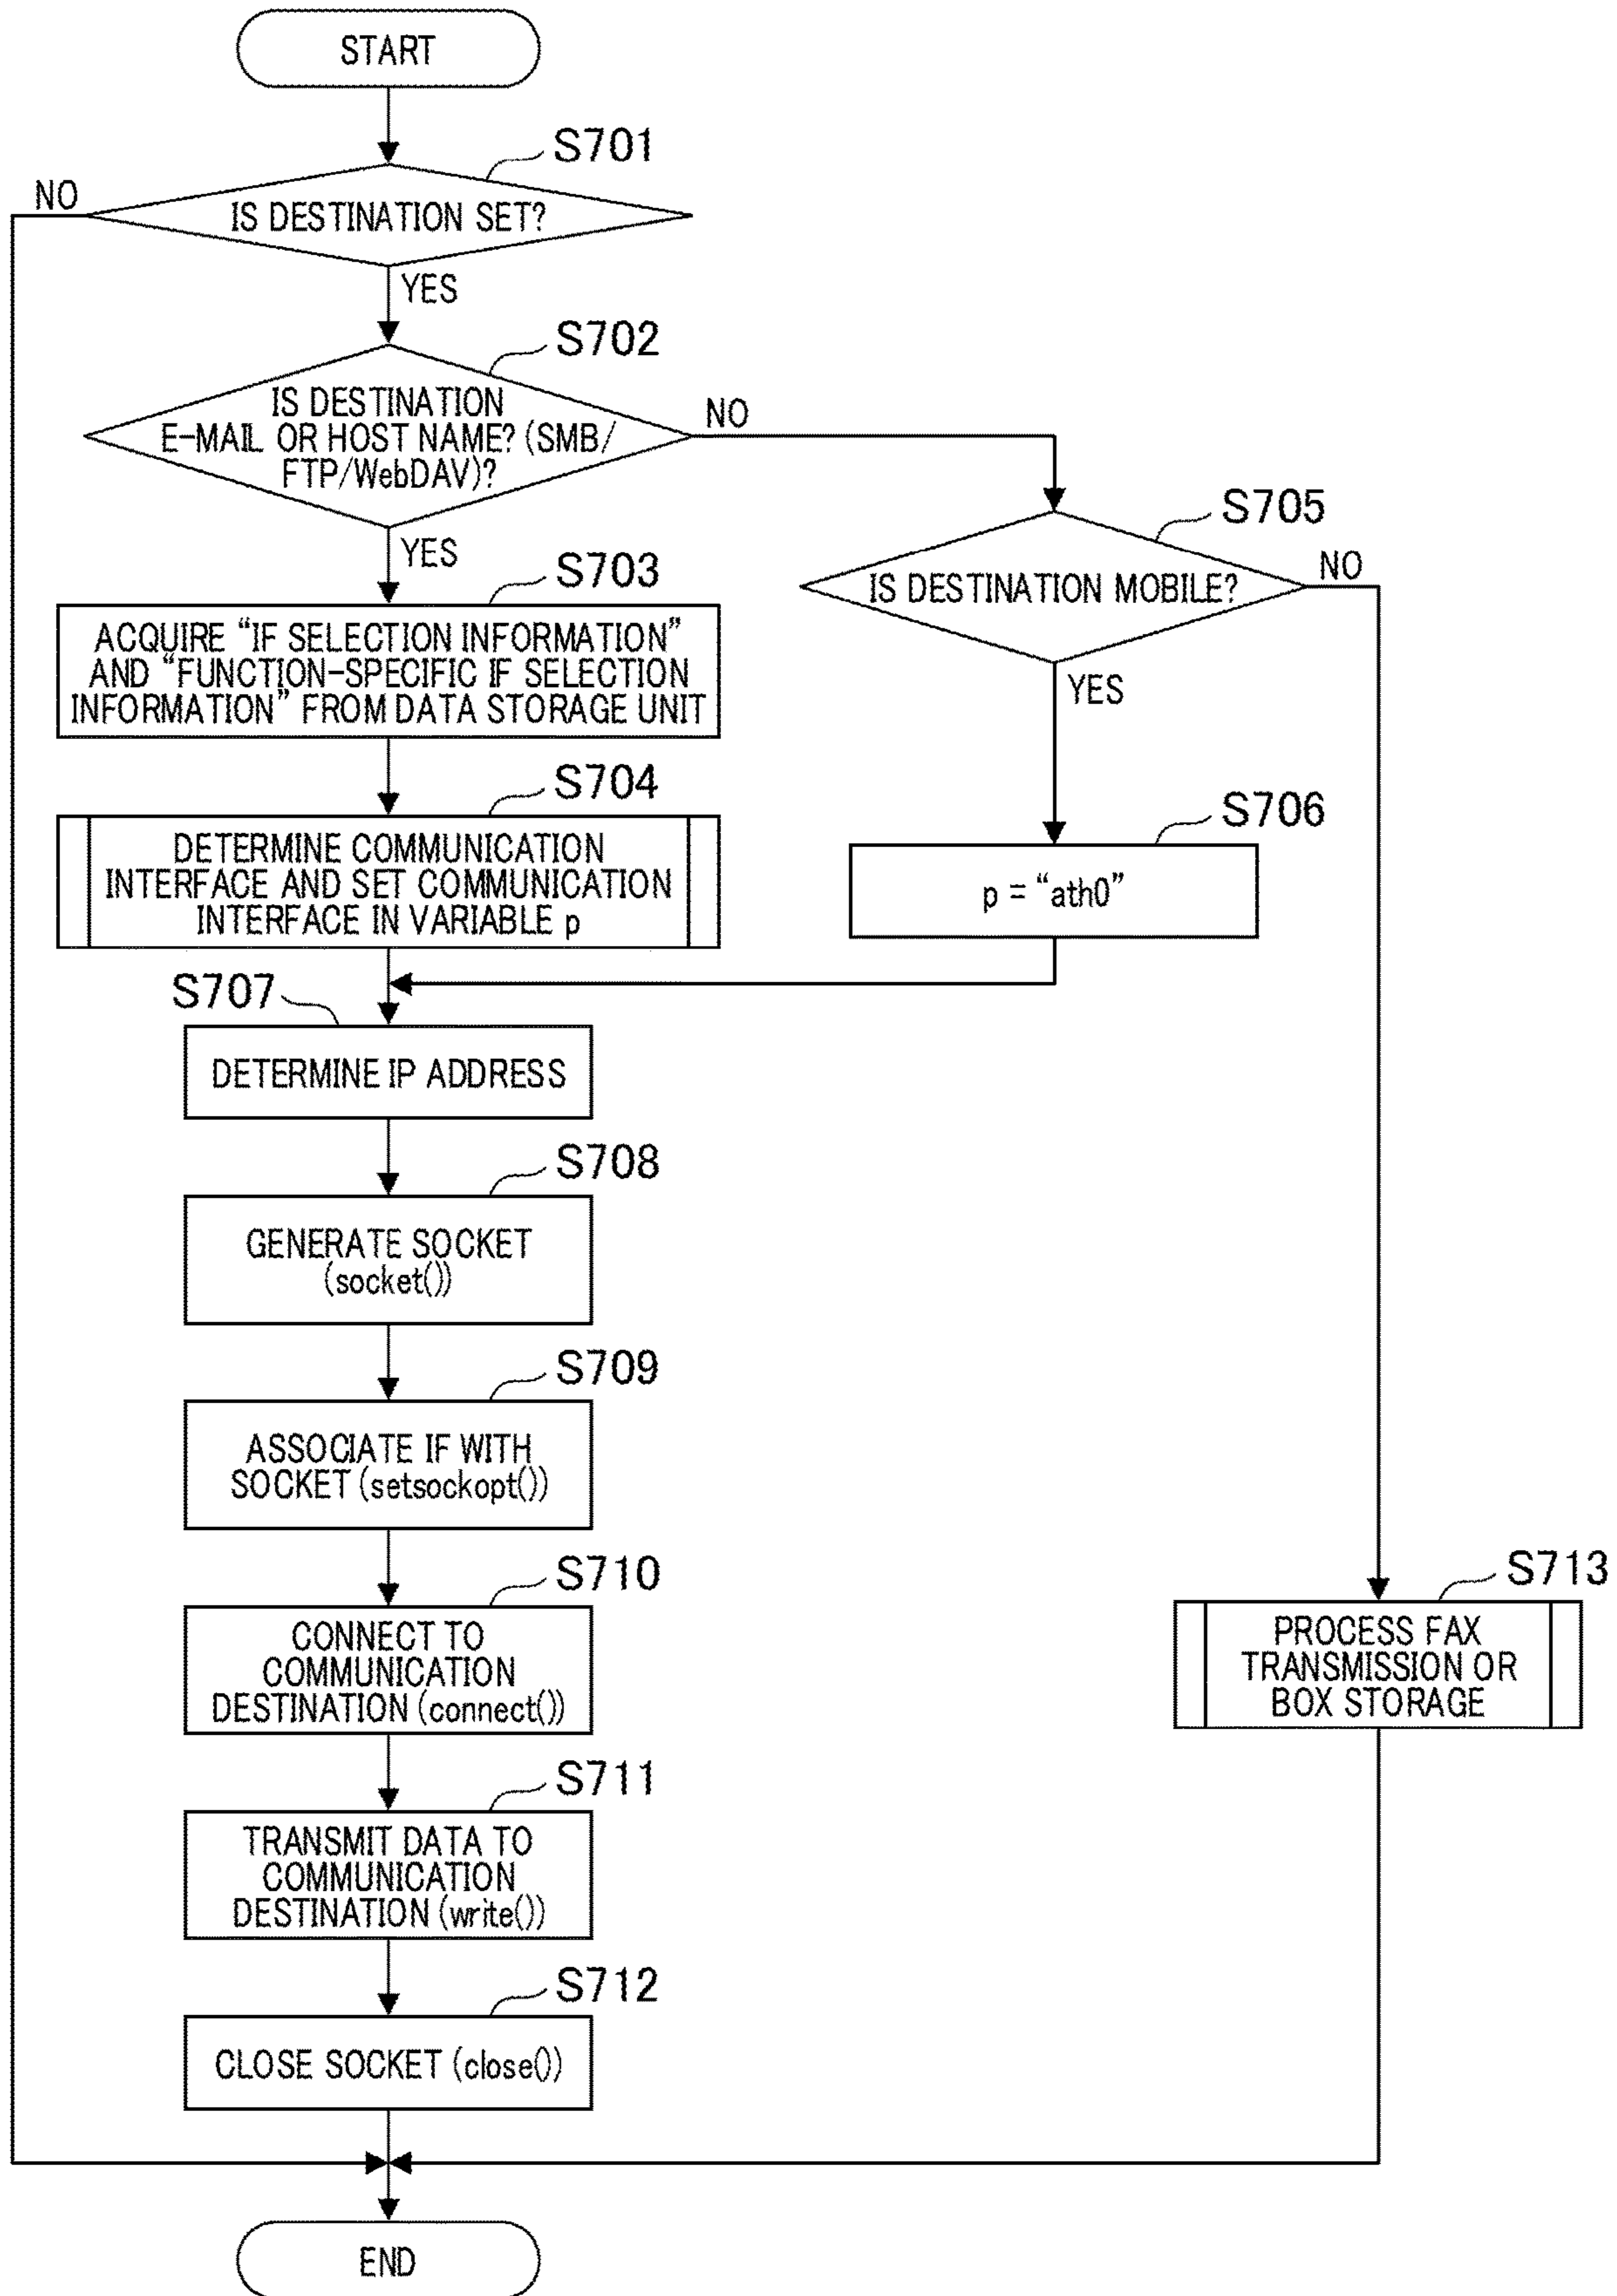 START
S701
NO
IS DESTINATION SET?
YES
S702
IS DESTINATION
E-MAIL OR HOST NAME? (SMB/
FTP/WebDAV)?
NO
YES
S705
IS DESTINATION MOBILE?
NO
YES
S703
ACQUIRE “IF SELECTION INFORMATION”
AND “FUNCTION-SPECIFIC IF SELECTION
INFORMATION” FROM DATA STORAGE UNIT
S704
DETERMINE COMMUNICATION
INTERFACE AND SET COMMUNICATION
INTERFACE IN VARIABLE p
S706
p = “ath0”
S707
DETERMINE IP ADDRESS
S708
GENERATE SOCKET
(socket())
S709
ASSOCIATE IF WITH
SOCKET (setsockopt())
S710
CONNECT TO
COMMUNICATION
DESTINATION (connect())
S713
PROCESS FAX
TRANSMISSION OR
BOX STORAGE
S711
TRANSMIT DATA TO
COMMUNICATION
DESTINATION (write())
S712
CLOSE SOCKET (close())
END